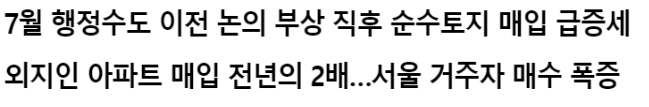 7월 행정수도 이전 논의 부상 직후 순수토지 매입 급증세
외지인 아파트 매입 전년의 2배…서울 거주자 매수 폭증